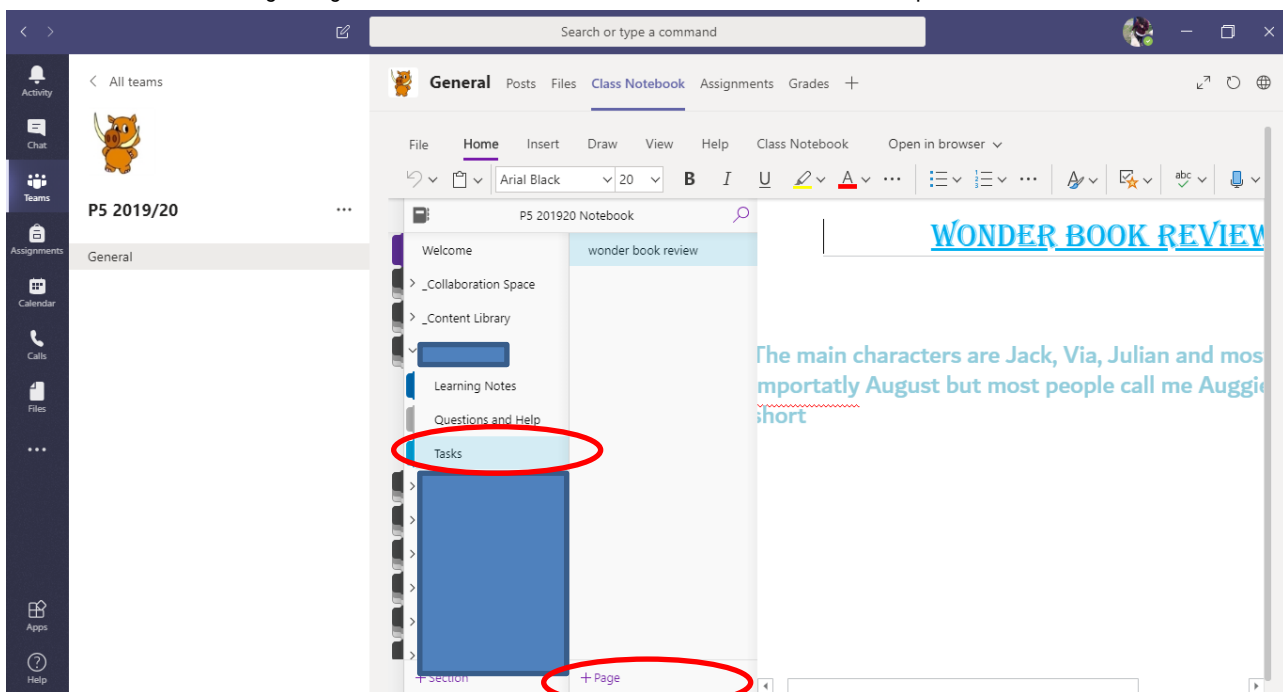 Search or type a command
Activity
Chat
Teams
Assignments
Calendar
Calls
Files
Apps
Help
All teams
P5 2019/20
General
General Posts Files Class Notebook Assignments Grades
File Home Insert Draw View Help Class Notebook Open in browser
Arial Black 20 B I U A abc
P5 201920 Notebook
Welcome
_Collaboration Space
_Content Library
Learning Notes
Questions and Help
Tasks
+ Section
wonder book review
+ Page
WONDER BOOK REVIEW
The main characters are Jack, Via, Julian and mos
mportatly August but most people call me Auggie
short